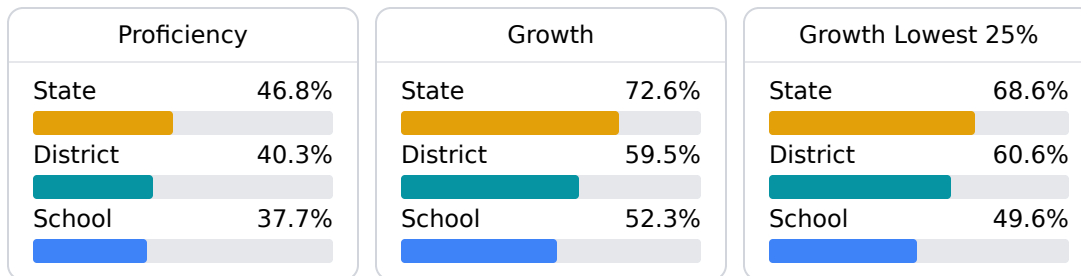 Proficiency
State 46.8%
District 40.3%
School 37.7%
Growth
State 72.6%
District 59.5%
School 52.3%
Growth Lowest 25%
State 68.6%
District 60.6%
School 49.6%